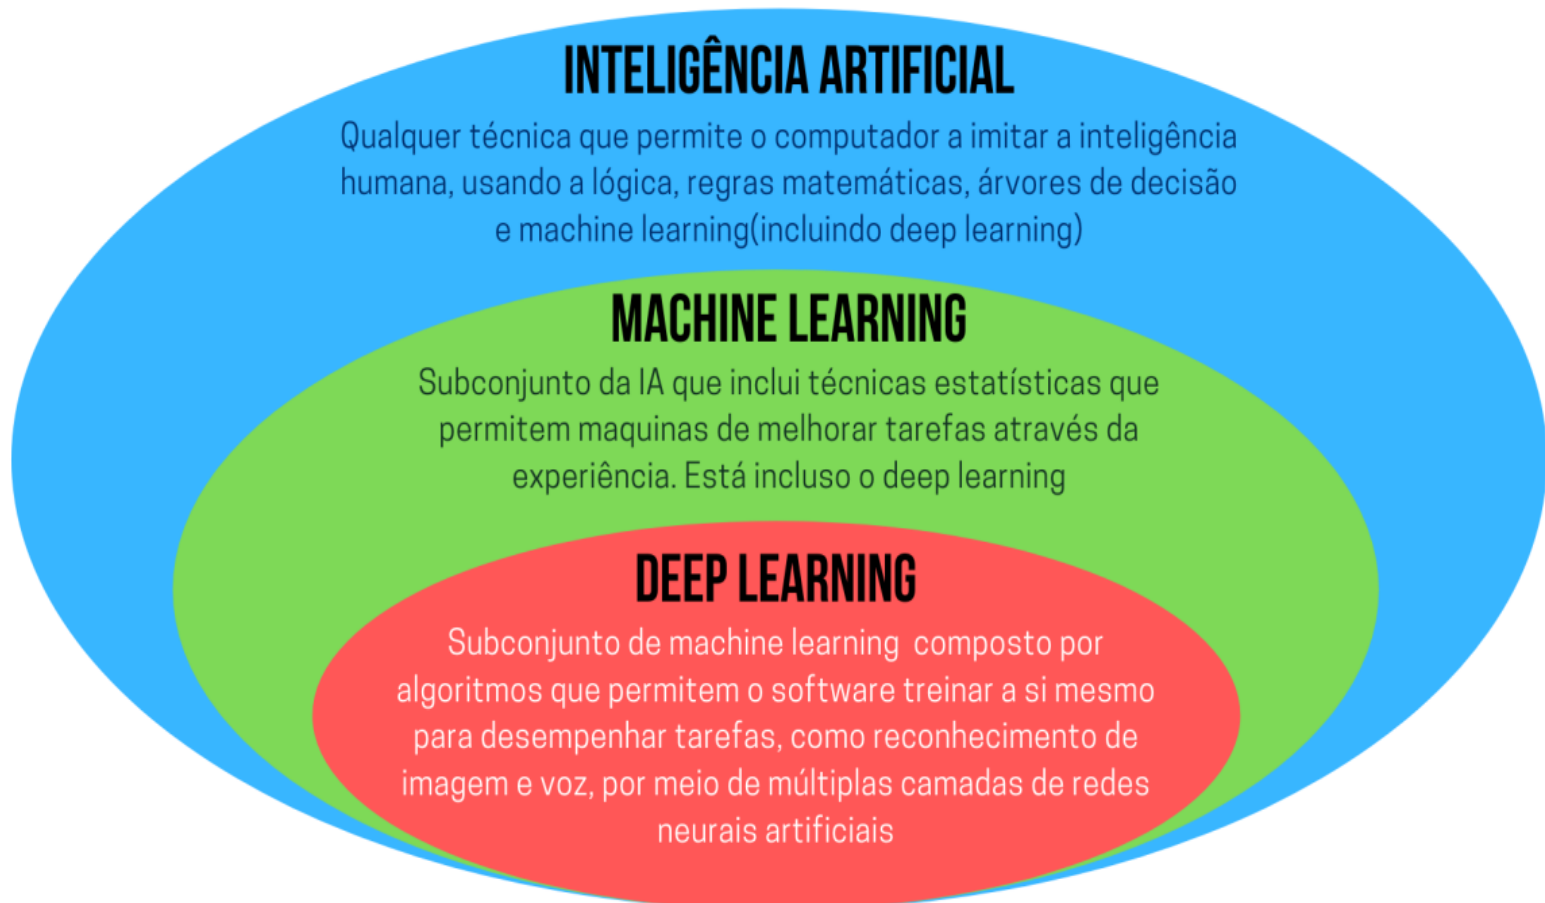 INTELIGÊNCIA ARTIFICIAL
Qualquer técnica que permite o computador a imitar a inteligência
humana, usando a lógica, regras matemáticas, árvores de decisão
e machine learning(incluindo deep learning)
MACHINE LEARNING
Subconjunto da IA que inclui técnicas estatísticas que
permitem maquinas de melhorar tarefas através da
experiência. Está incluso o deep learning
DEEP LEARNING
Subconjunto de machine learning composto por
algoritmos que permitem o software treinar a si mesmo
para desempenhar tarefas, como reconhecimento de
imagem e voz, por meio de múltiplas camadas de redes
neurais artificiais